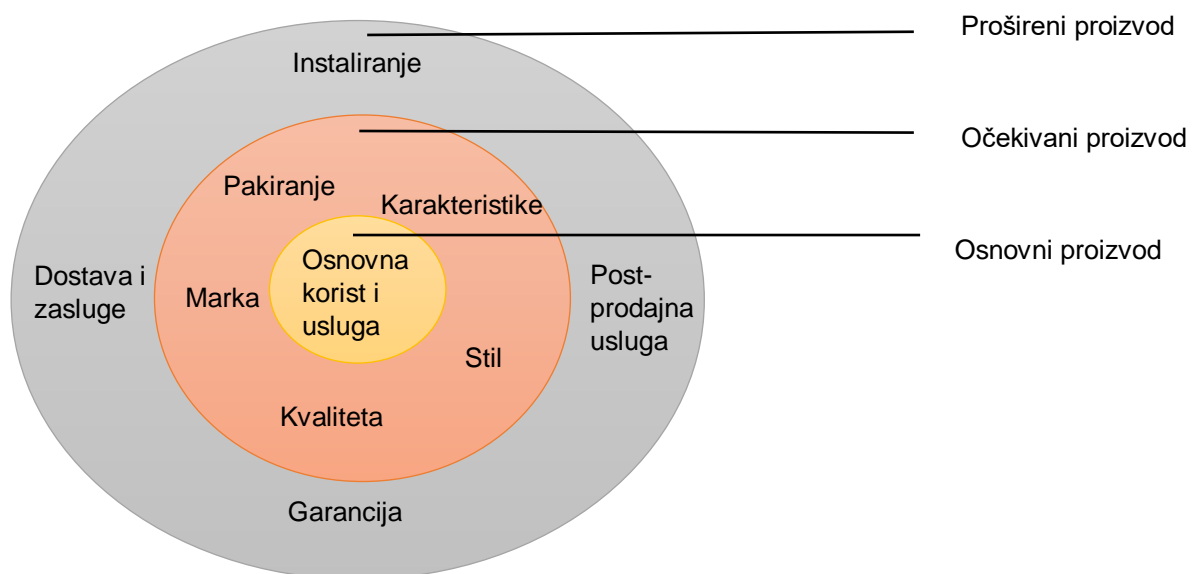 Prošireni proizvod
Instaliranje
Očekivani proizvod
Pakiranje
Karakteristike
Osnovni proizvod
Osnovna
korist i
usluga
Dostava i
zasluge
Marka
Post-
prodajna
usluga
Stil
Kvaliteta
Garancija